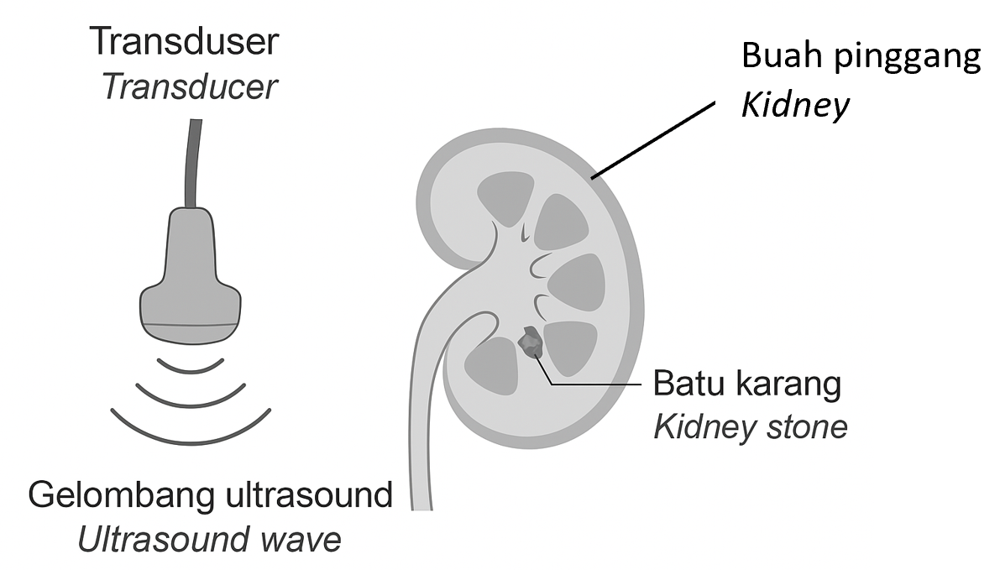 Transduser
Transducer
Buah pinggang
Kidney
Batu karang
Kidney stone
Gelombang ultrasound
Ultrasound wave